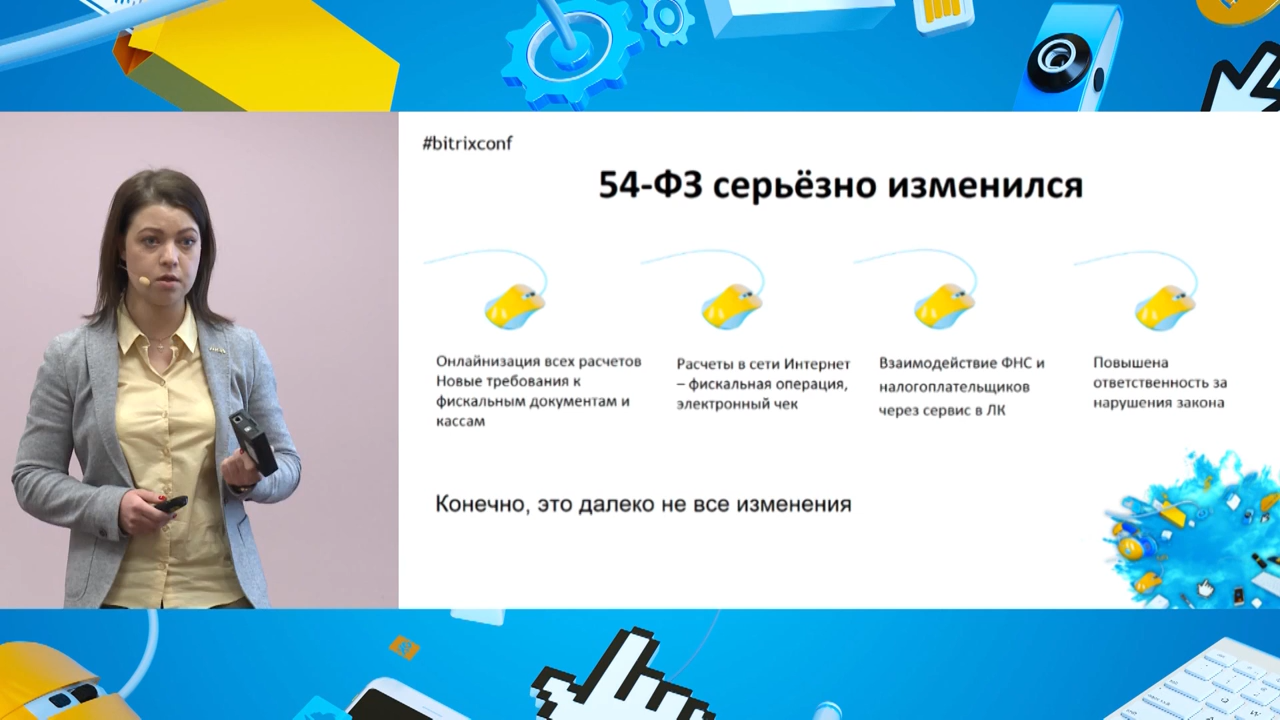 #bitrixconf
54-ФЗ серьёзно изменился
Онлайнизация всех расчетов
Новые требования к
фискальным документам и
кассам
Расчеты в сети Интернет
– фискальная операция,
электронный чек
Взаимодействие ФНС и
налогоплательщиков
через сервис в ЛК
Повышена
ответственность за
нарушения закона
Конечно, это далеко не все изменения